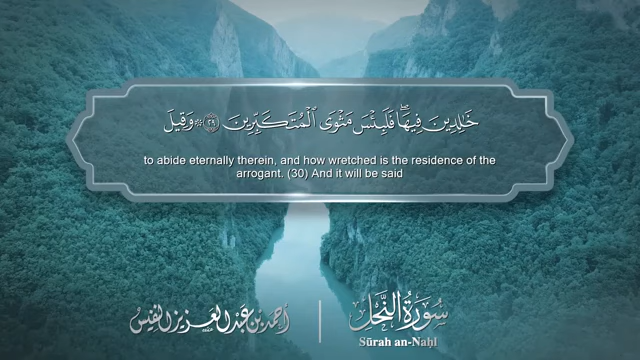 خَٰلِدِينَ فِيهَاۖ فَلَبِئۡسَ مَثۡوَى ٱلۡمُتَكَبِّرِينَ ۝٢٩ ۞ وَقِيلَ
to abide eternally therein, and how wretched is the residence of the
arrogant. (30) And it will be said
سُورَةُ النَّحْلِ
Sūrah an-Naḥl
أحمد بن عبد العزيز النفيس